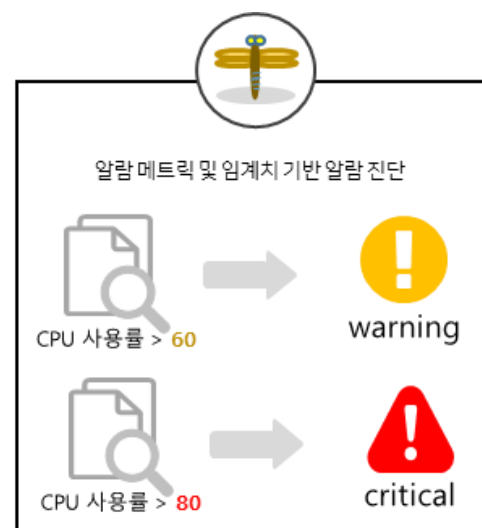 알람 메트릭 및 임계치 기반 알람 진단
CPU 사용률 > 60
warning
CPU 사용률 > 80
critical